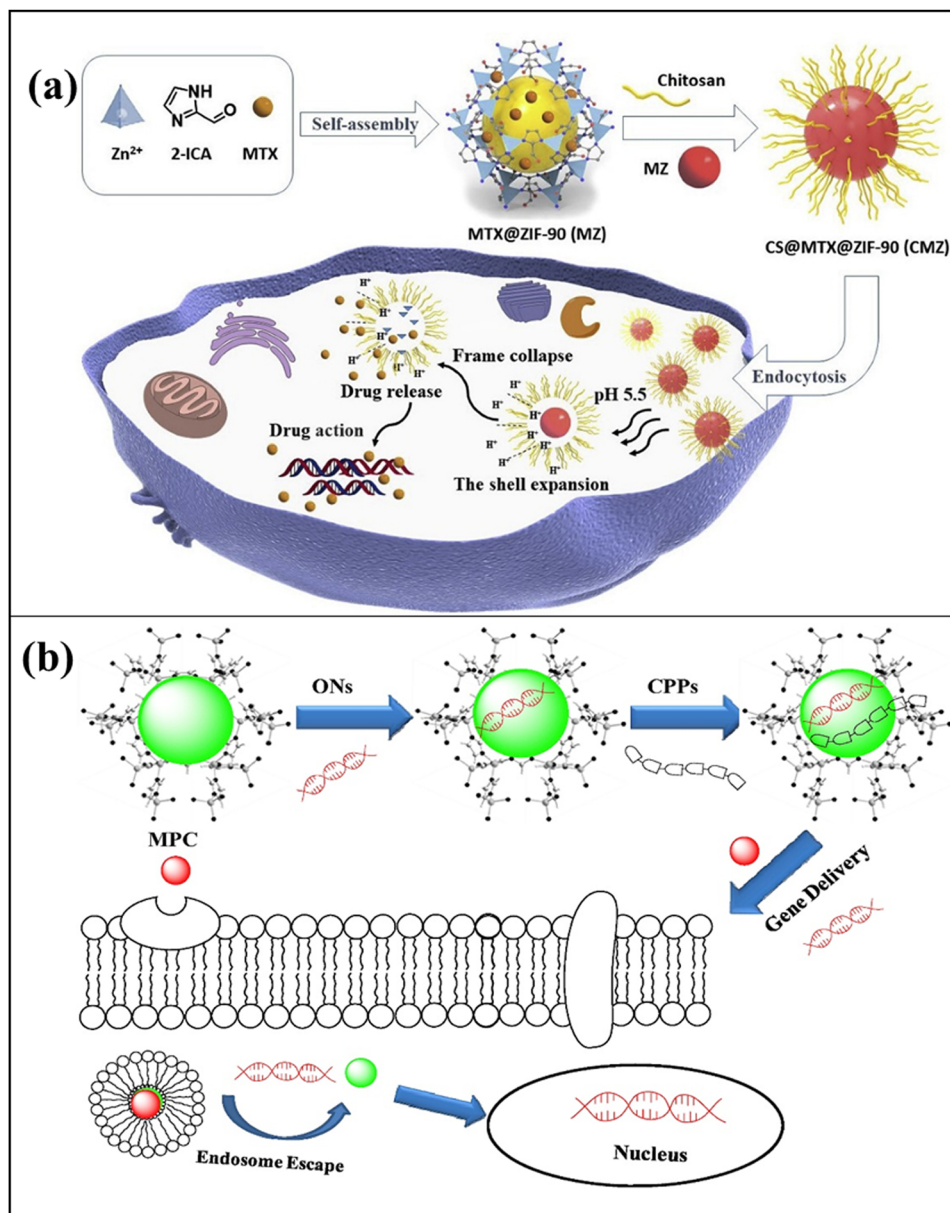 (a)
NH
N
O
Zn²⁺ 2-ICA MTX
Self-assembly
MTX@ZIF-90 (MZ)
Chitosan
MZ
CS@MTX@ZIF-90 (CMZ)
Endocytosis
pH 5.5
H⁺
H⁺
H⁺
H⁺
H⁺
H⁺
H⁺
H⁺
The shell expansion
Frame collapse
H⁺
H⁺
H⁺
H⁺
H⁺
H⁺
Drug release
Drug action
(b)
ONs
CPPs
MPC
Gene Delivery
Endosome Escape
Nucleus